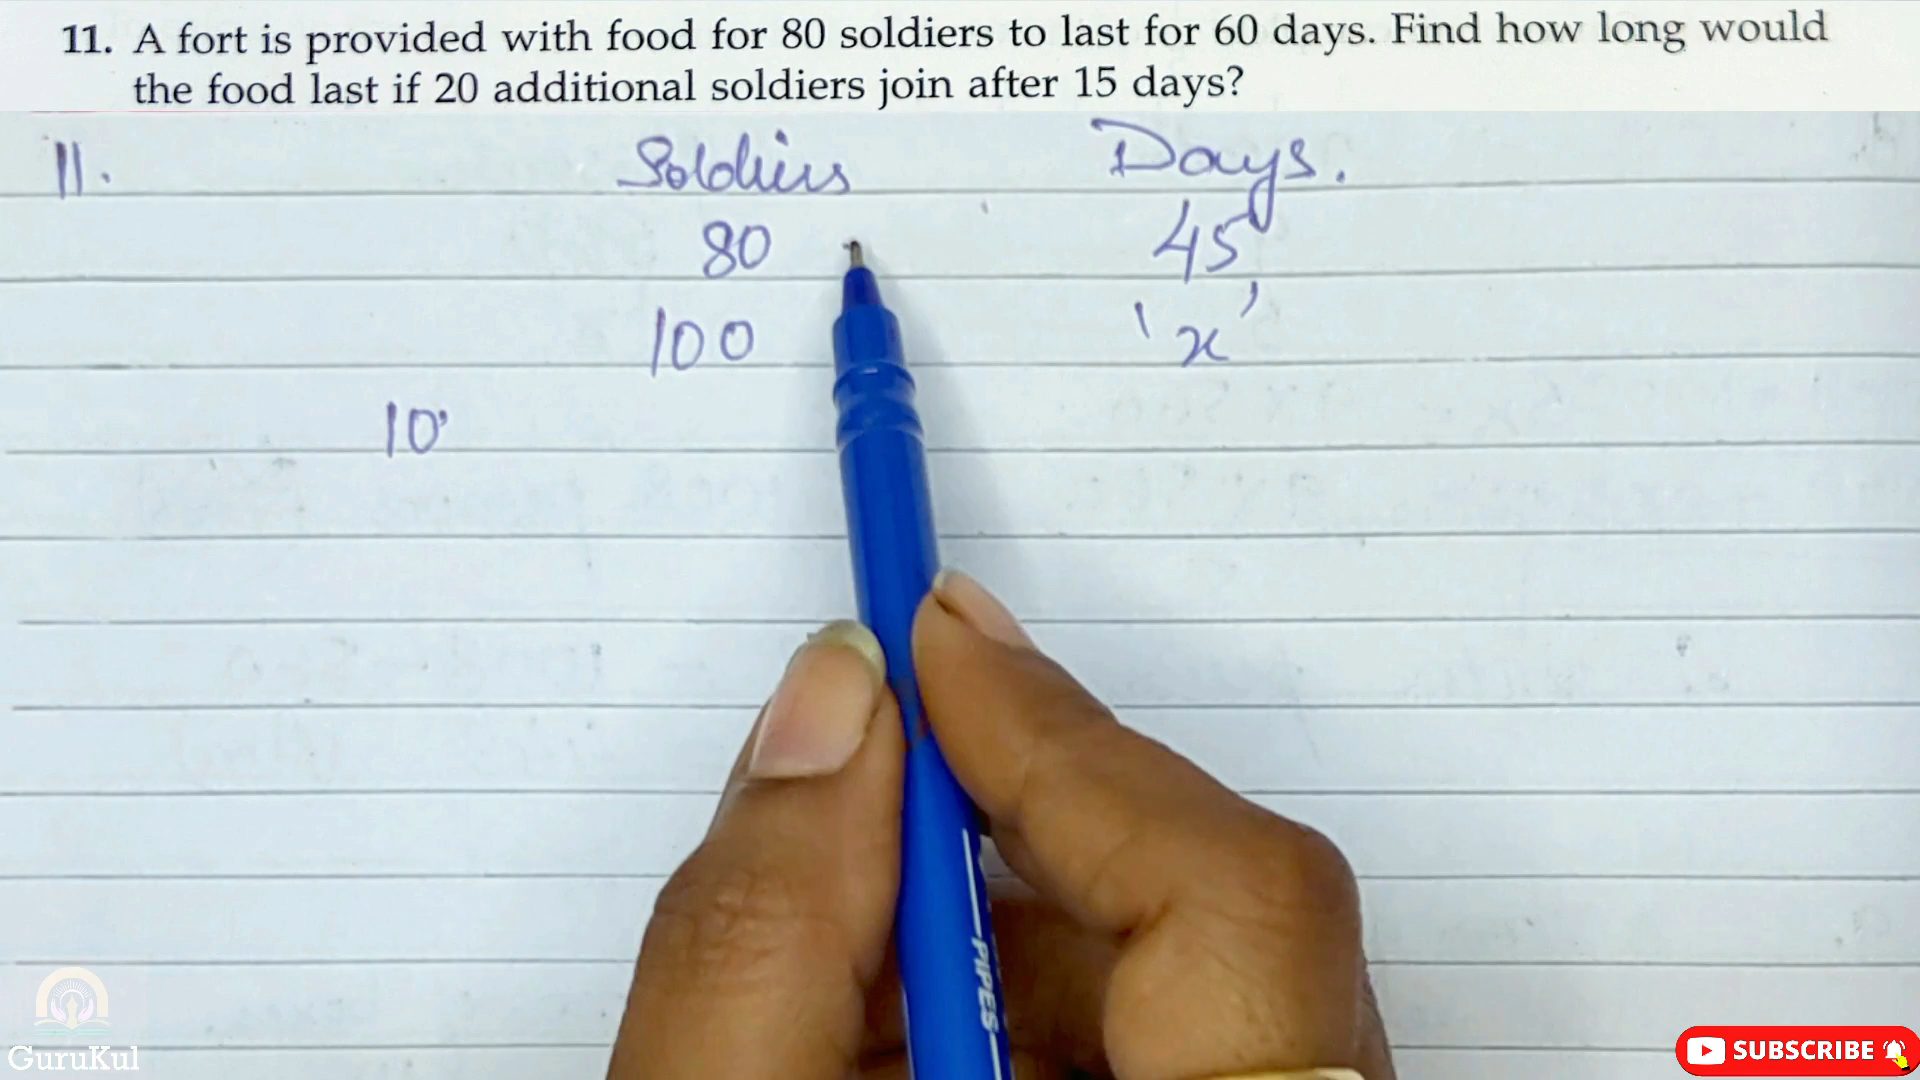 11. A fort is provided with food for 80 soldiers to last for 60 days. Find how long would
the food last if 20 additional soldiers join after 15 days?
11. Soldiers Days.
80 45
100 'x'
10
PIPES
GuruKul
SUBSCRIBE